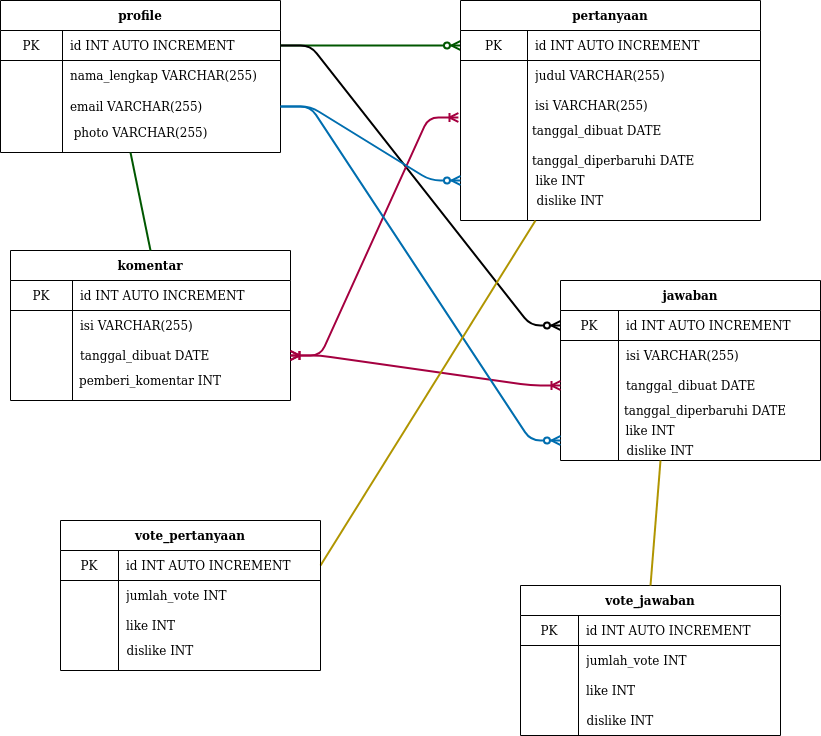 profile
PK id INT AUTO INCREMENT
nama_lengkap VARCHAR(255)
email VARCHAR(255)
photo VARCHAR(255)
pertanyaan
PK id INT AUTO INCREMENT
judul VARCHAR(255)
isi VARCHAR(255)
tanggal_dibuat DATE
tanggal_diperbaruhi DATE
like INT
dislike INT
komentar
PK id INT AUTO INCREMENT
isi VARCHAR(255)
tanggal_dibuat DATE
pemberi_komentar INT
jawaban
PK id INT AUTO INCREMENT
isi VARCHAR(255)
tanggal_dibuat DATE
tanggal_diperbaruhi DATE
like INT
dislike INT
vote_pertanyaan
PK id INT AUTO INCREMENT
jumlah_vote INT
like INT
dislike INT
vote_jawaban
PK id INT AUTO INCREMENT
jumlah_vote INT
like INT
dislike INT